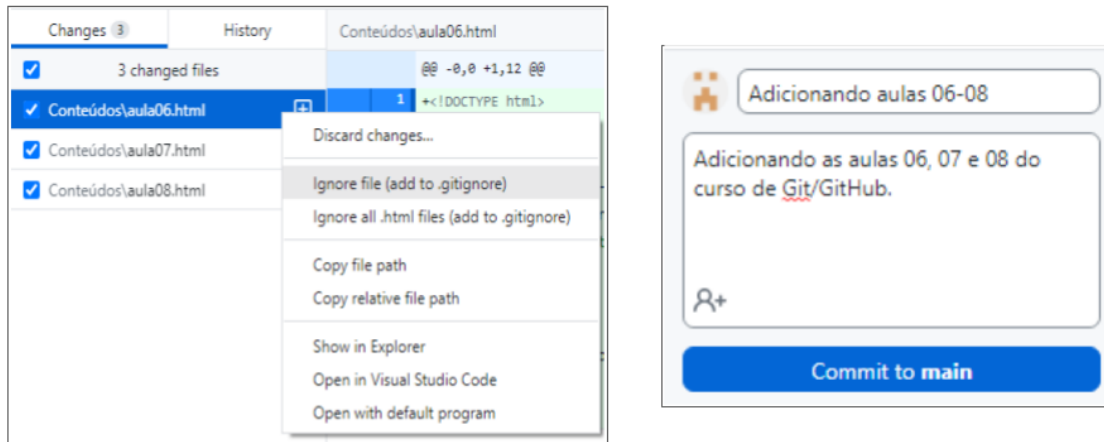 Changes 3
History
Conteúdos\aula06.html
3 changed files
@@ -0,0 +1,12 @@
Conteúdos\aula06.html
1 +<!DOCTYPE html>
Conteúdos\aula07.html
Conteúdos\aula08.html
Discard changes...
Ignore file (add to .gitignore)
Ignore all .html files (add to .gitignore)
Copy file path
Copy relative file path
Show in Explorer
Open in Visual Studio Code
Open with default program
Adicionando aulas 06-08
Adicionando as aulas 06, 07 e 08 do
curso de Git/GitHub.
Commit to main